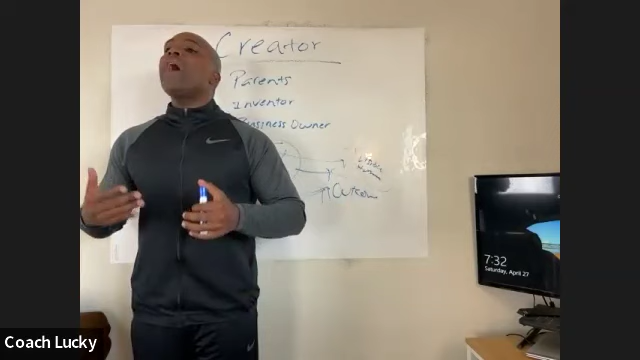 Creator
Parents
Inventor
Business Owner
7:32
Saturday, April 27
Coach Lucky